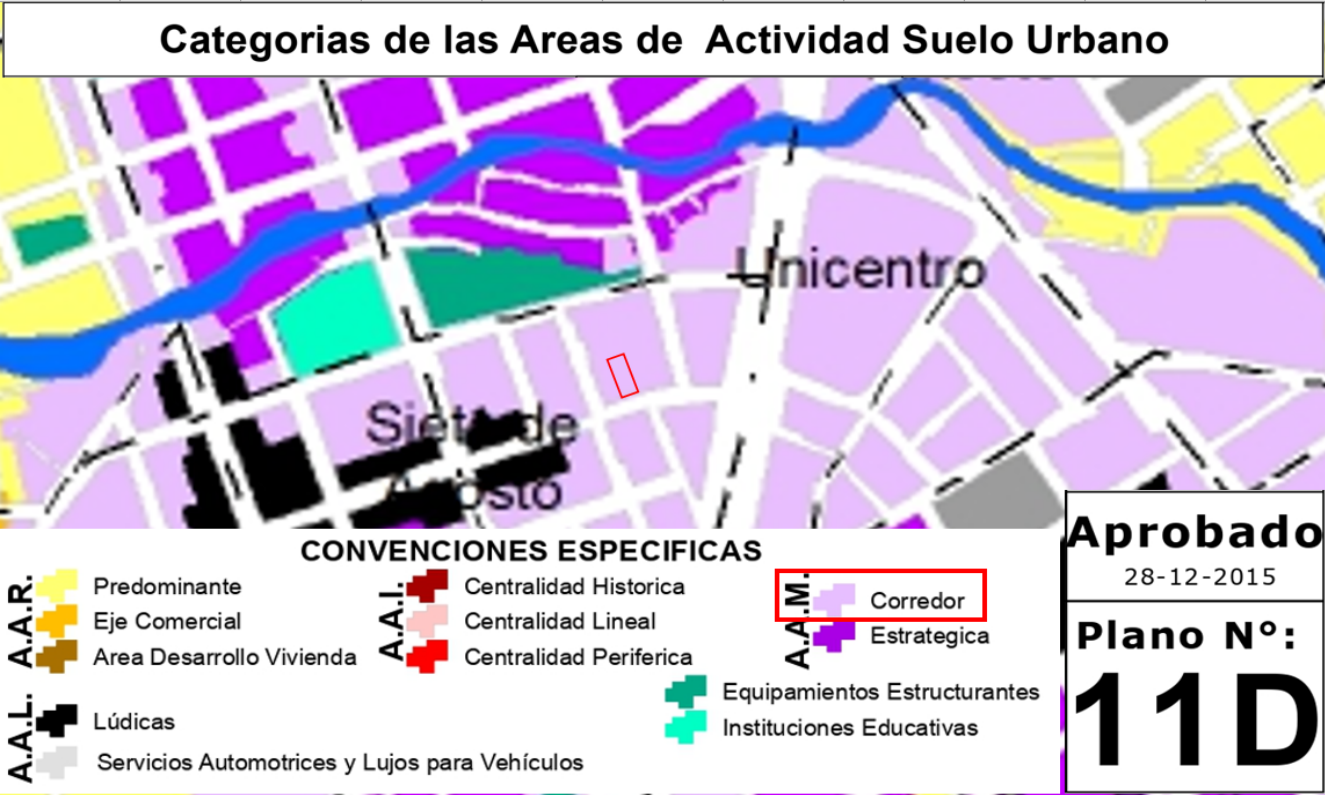 Categorias de las Areas de Actividad Suelo Urbano
Unicentro
Siete de
Agosto
CONVENCIONES ESPECIFICAS
A.A.R.
Predominante
Eje Comercial
Area Desarrollo Vivienda
A.A.I.
Centralidad Historica
Centralidad Lineal
Centralidad Periferica
A.A.M.
Corredor
Estrategica
A.A.L.
Lúdicas
Servicios Automotrices y Lujos para Vehículos
Equipamientos Estructurantes
Instituciones Educativas
Aprobado
28-12-2015
Plano N°:
11D